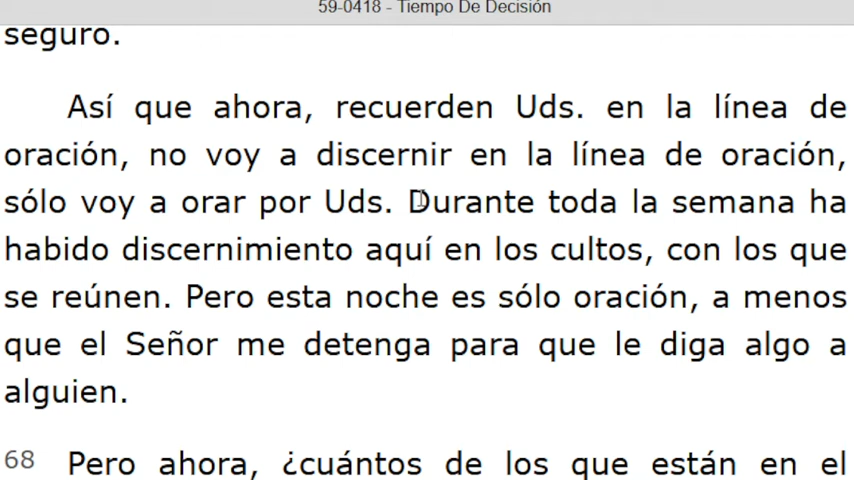 59-0418 - Tiempo De Decisión
seguro.
Así que ahora, recuerden Uds. en la línea de
oración, no voy a discernir en la línea de oración,
sólo voy a orar por Uds. Durante toda la semana ha
habido discernimiento aquí en los cultos, con los que
se reúnen. Pero esta noche es sólo oración, a menos
que el Señor me detenga para que le diga algo a
alguien.
68 Pero ahora, ¿cuántos de los que están en el